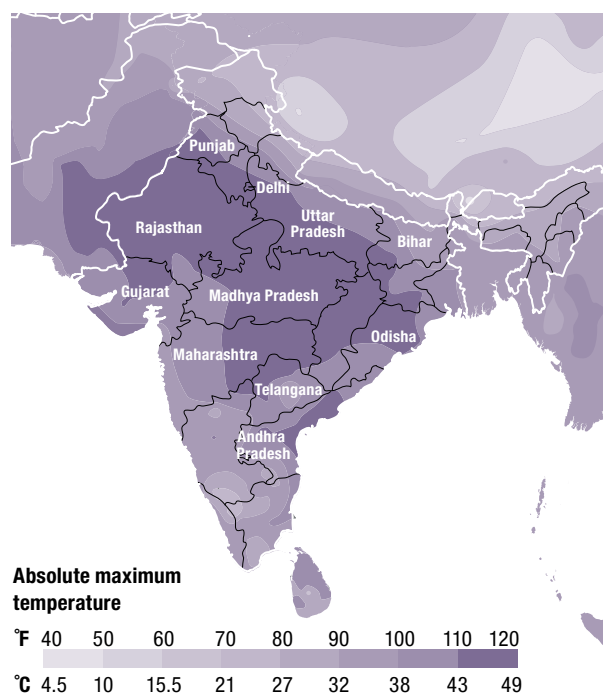 Punjab
Delhi
Rajasthan
Uttar
Pradesh
Bihar
Gujarat
Madhya Pradesh
Odisha
Maharashtra
Telangana
Andhra
Pradesh
Absolute maximum
temperature
°F 40 50 60 70 80 90 100 110 120
°C 4.5 10 15.5 21 27 32 38 43 49